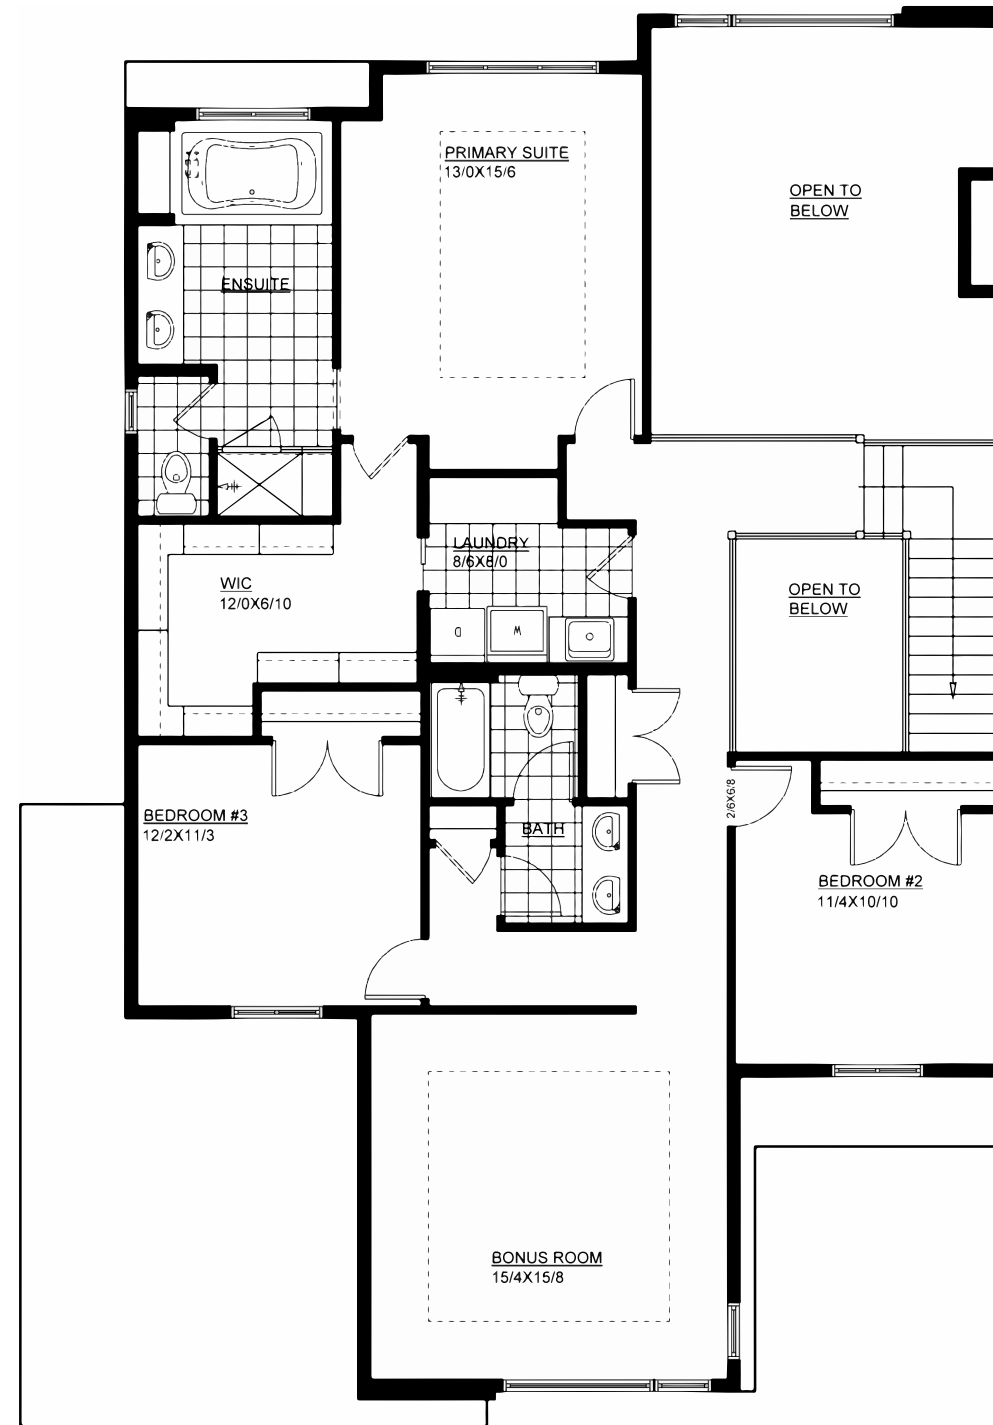 PRIMARY SUITE
13/0X15/6
OPEN TO
BELOW
ENSUITE
LAUNDRY
8/6X8/0
WIC
12/0X6/10
OPEN TO
BELOW
D
W
BEDROOM #3
12/2X11/3
BATH
2/6X6/8
BEDROOM #2
11/4X10/10
BONUS ROOM
15/4X15/8